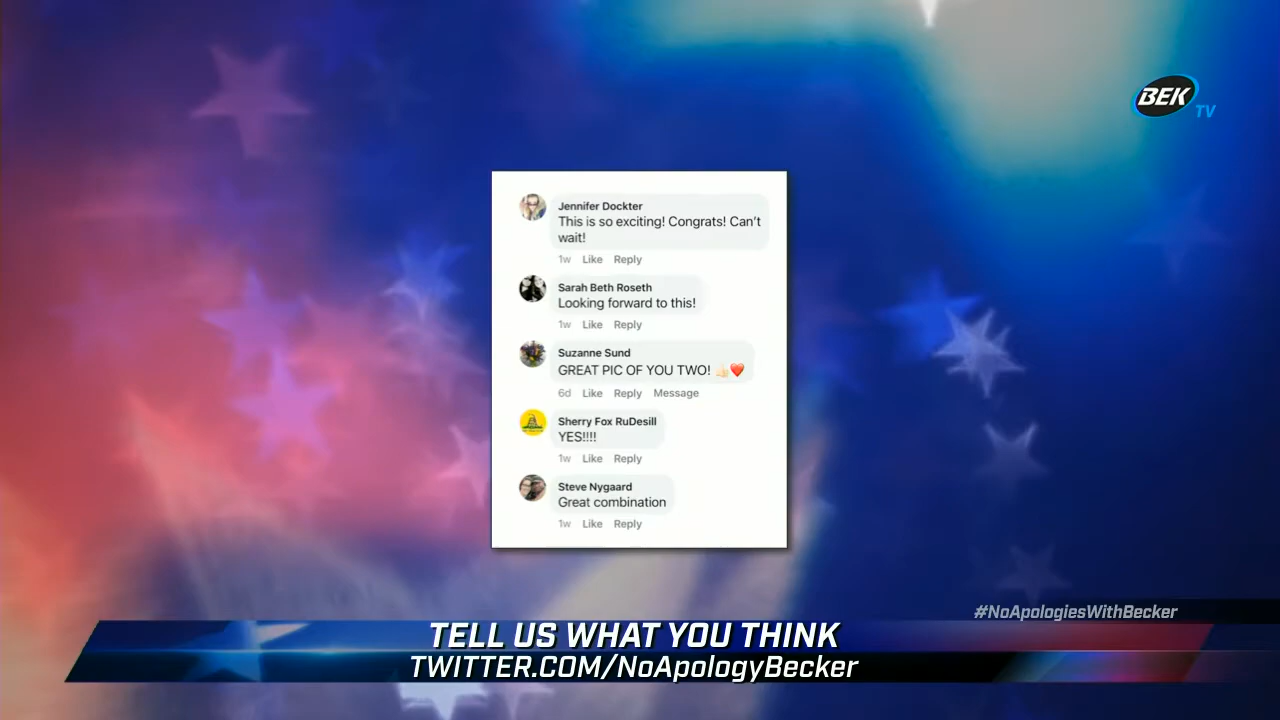 BEK
TV
Jennifer Dockter
This is so exciting! Congrats! Can't
wait!
1w Like Reply
Sarah Beth Roseth
Looking forward to this!
1w Like Reply
Suzanne Sund
GREAT PIC OF YOU TWO! 👍🏻❤️
6d Like Reply Message
Sherry Fox RuDesill
YES!!!!
1w Like Reply
Steve Nygaard
Great combination
1w Like Reply
#NoApologiesWithBecker
TELL US WHAT YOU THINK
TWITTER.COM/NoApologyBecker